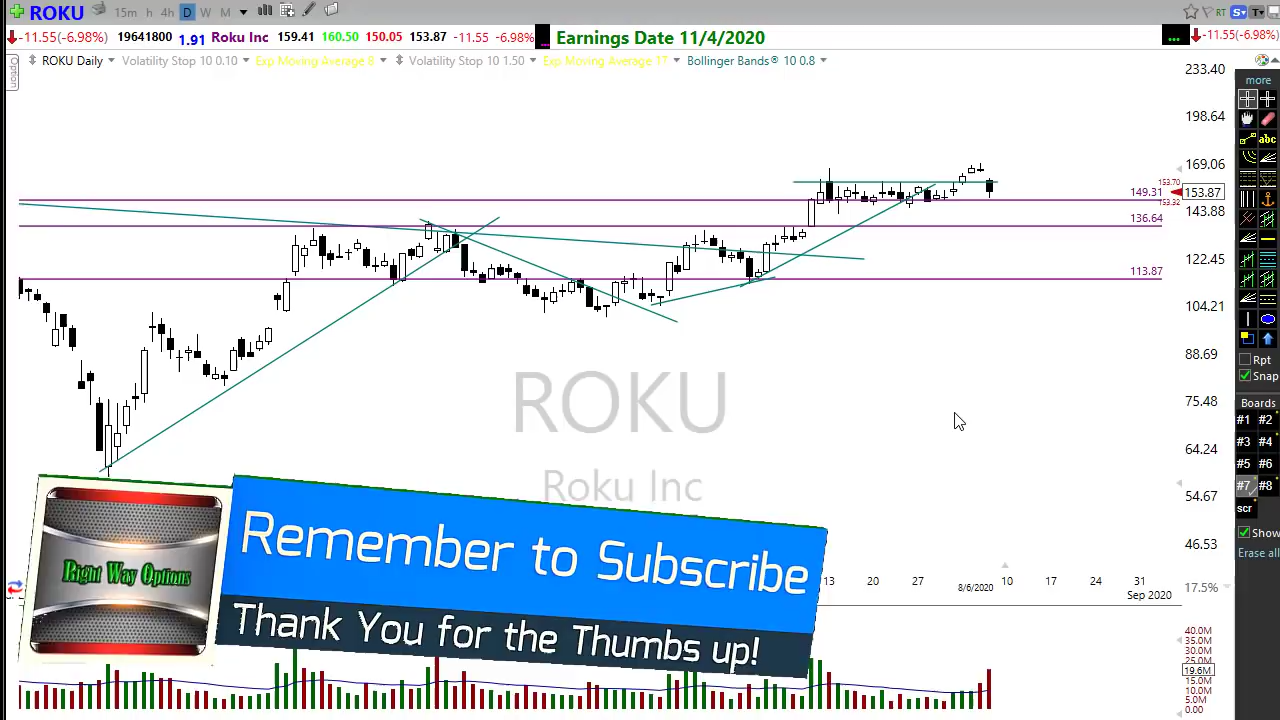 ROKU 15m h 4h D W M RT S T
-11.55(-6.98%) 19641800 1.91 Roku Inc 159.41 160.50 150.05 153.87 -11.55 -6.98% ... Earnings Date 11/4/2020 ... -11.55(-6.98%)
Option
ROKU Daily Volatility Stop 10 0.10 Exp Moving Average 8 Volatility Stop 10 1.50 Exp Moving Average 17 Bollinger Bands® 10 0.8
233.40
more
abc
198.64
169.06
153.70
149.31
153.87
153.32
143.88
136.64
122.45
113.87
104.21
88.69
Rpt
Snap
ROKU
Boards
75.48
#1 #2
#3 #4
64.24
#5 #6
Roku Inc
#7 #8
54.67
scr
Show
46.53
Erase all
Remember to Subscribe
Right Way Options
13 20 27 8/6/2020 10 17 24 31
17.5%
Sep 2020
Thank You for the Thumbs up!
40.0M
35.0M
30.0M
25.0M
19.6M
15.0M
10.0M
5.0M
0.00